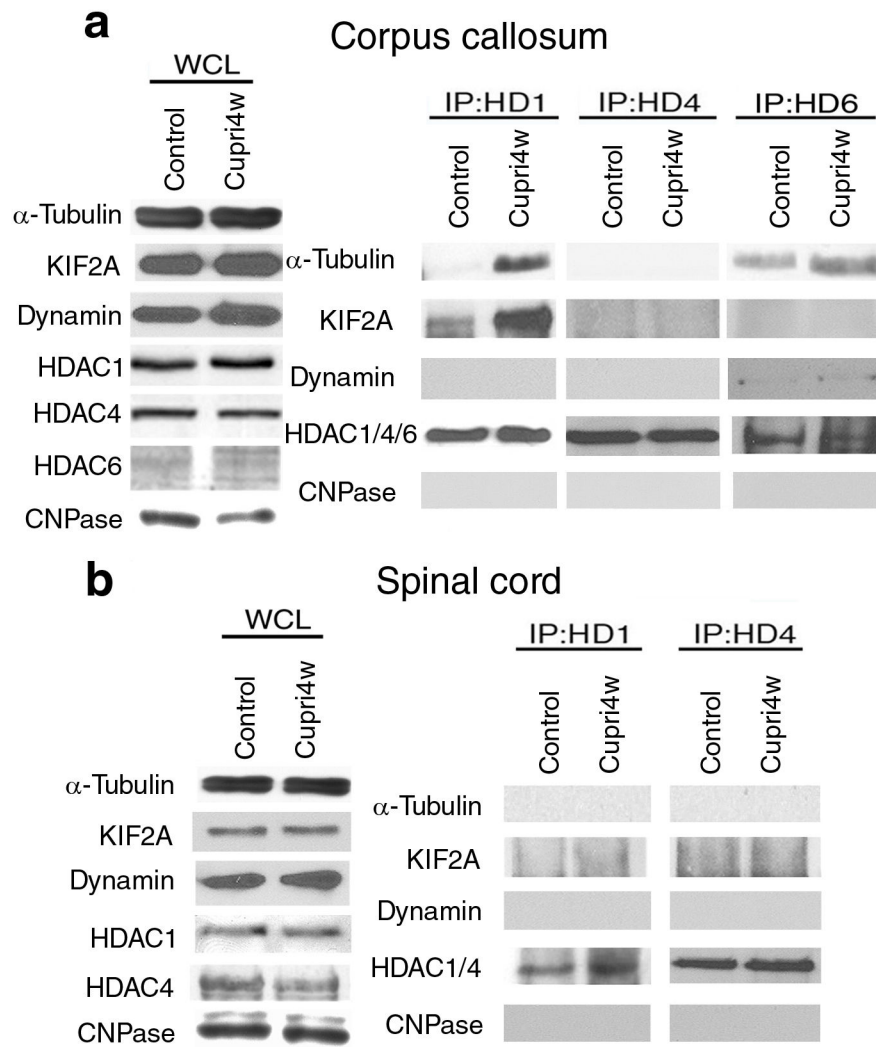 a
Corpus callosum
WCL
Control Cupri4w
α-Tubulin
KIF2A
Dynamin
HDAC1
HDAC4
HDAC6
CNPase
IP:HD1 IP:HD4 IP:HD6
Control Cupri4w Control Cupri4w Control Cupri4w
α-Tubulin
KIF2A
Dynamin
HDAC1/4/6
CNPase
b
Spinal cord
WCL
Control Cupri4w
α-Tubulin
KIF2A
Dynamin
HDAC1
HDAC4
CNPase
IP:HD1 IP:HD4
Control Cupri4w Control Cupri4w
α-Tubulin
KIF2A
Dynamin
HDAC1/4
CNPase